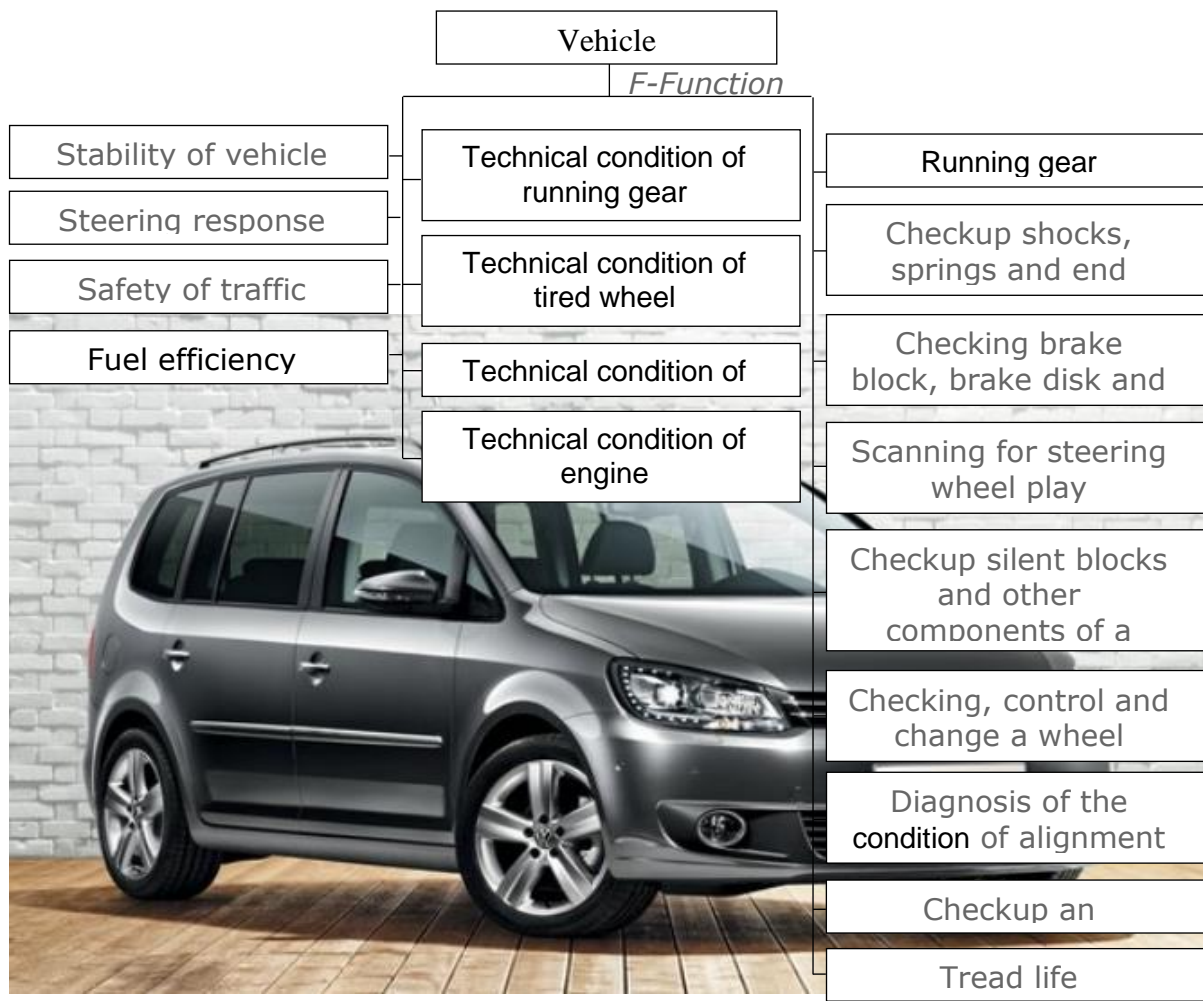 Vehicle
F-Function
Stability of vehicle
Steering response
Safety of traffic
Fuel efficiency
Technical condition of
running gear
Technical condition of
tired wheel
Technical condition of
Technical condition of
engine
Running gear
Checkup shocks,
springs and end
Checking brake
block, brake disk and
Scanning for steering
wheel play
Checkup silent blocks
and other
components of a
Checking, control and
change a wheel
Diagnosis of the
condition of alignment
Checkup an
Tread life